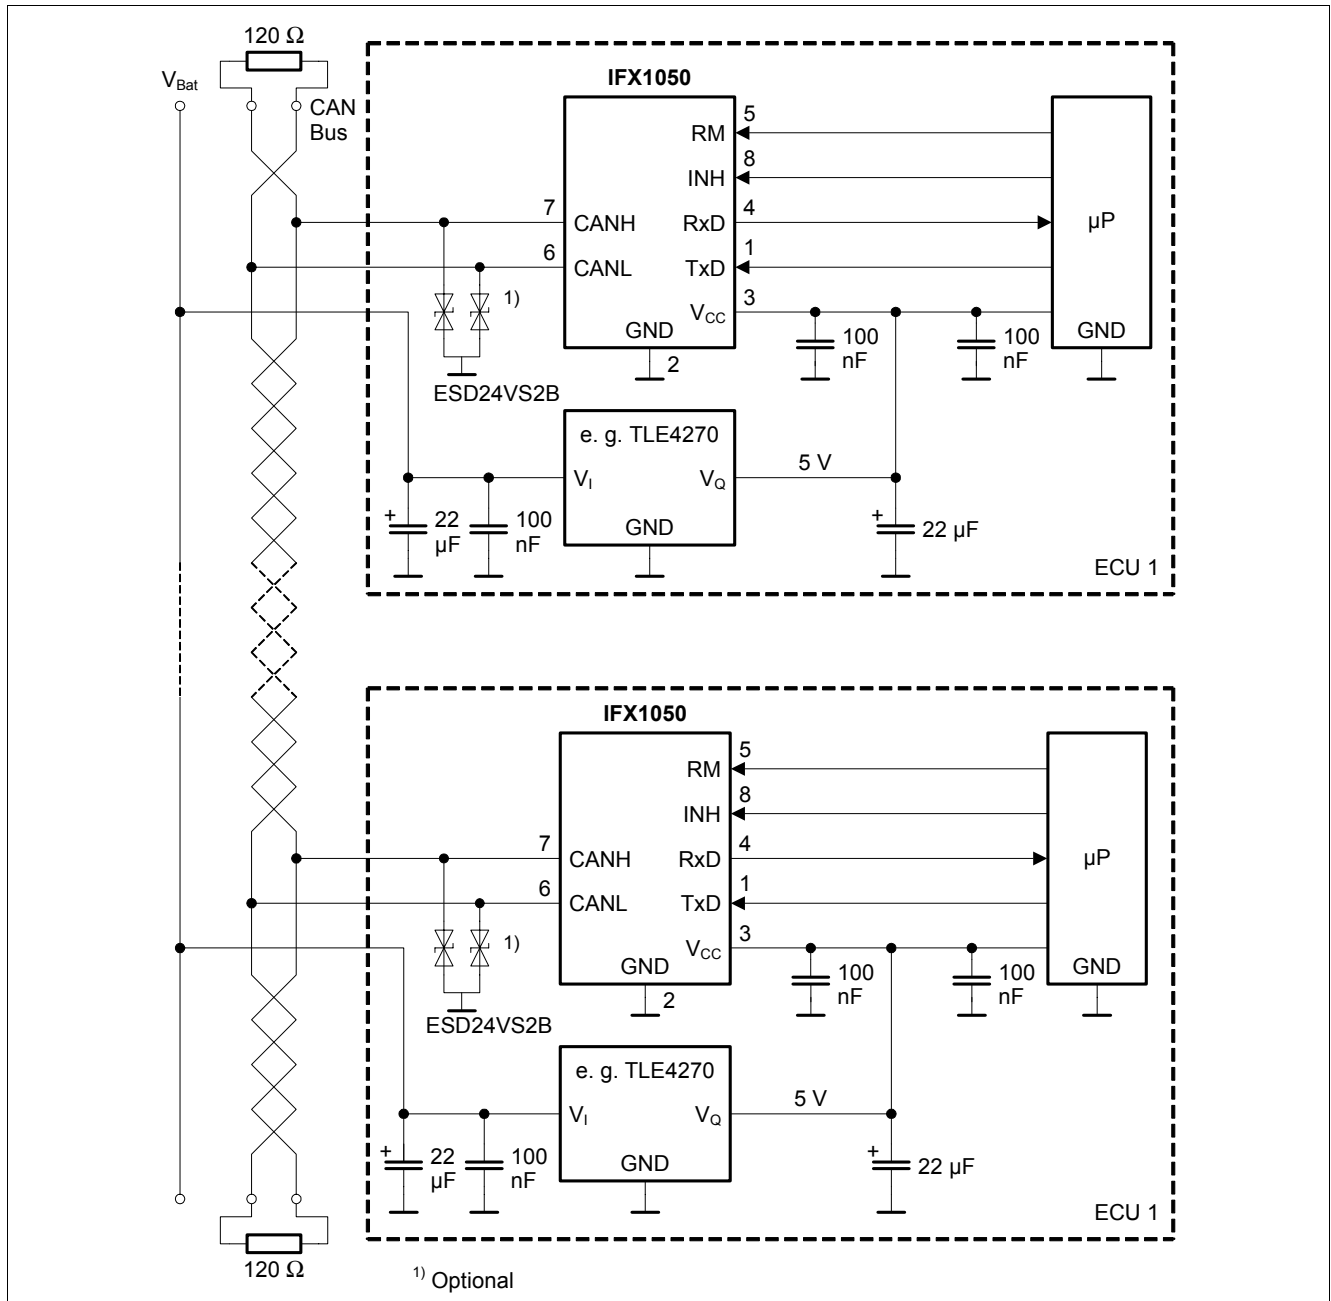 120 Ω
V_Bat
CAN
Bus
IFX1050
5
RM
8
INH
7
CANH
4
RxD
µP
6
CANL
1
TxD
1)
3
V_CC
GND
2
GND
100
nF
100
nF
ESD24VS2B
e. g. TLE4270
V_I
V_Q
5 V
GND
+
22
µF
100
nF
+
22 µF
ECU 1
IFX1050
5
RM
8
INH
7
CANH
4
RxD
µP
6
CANL
1
TxD
1)
3
V_CC
GND
2
GND
100
nF
100
nF
ESD24VS2B
e. g. TLE4270
V_I
V_Q
5 V
GND
+
22
µF
100
nF
+
22 µF
ECU 1
120 Ω
1) Optional